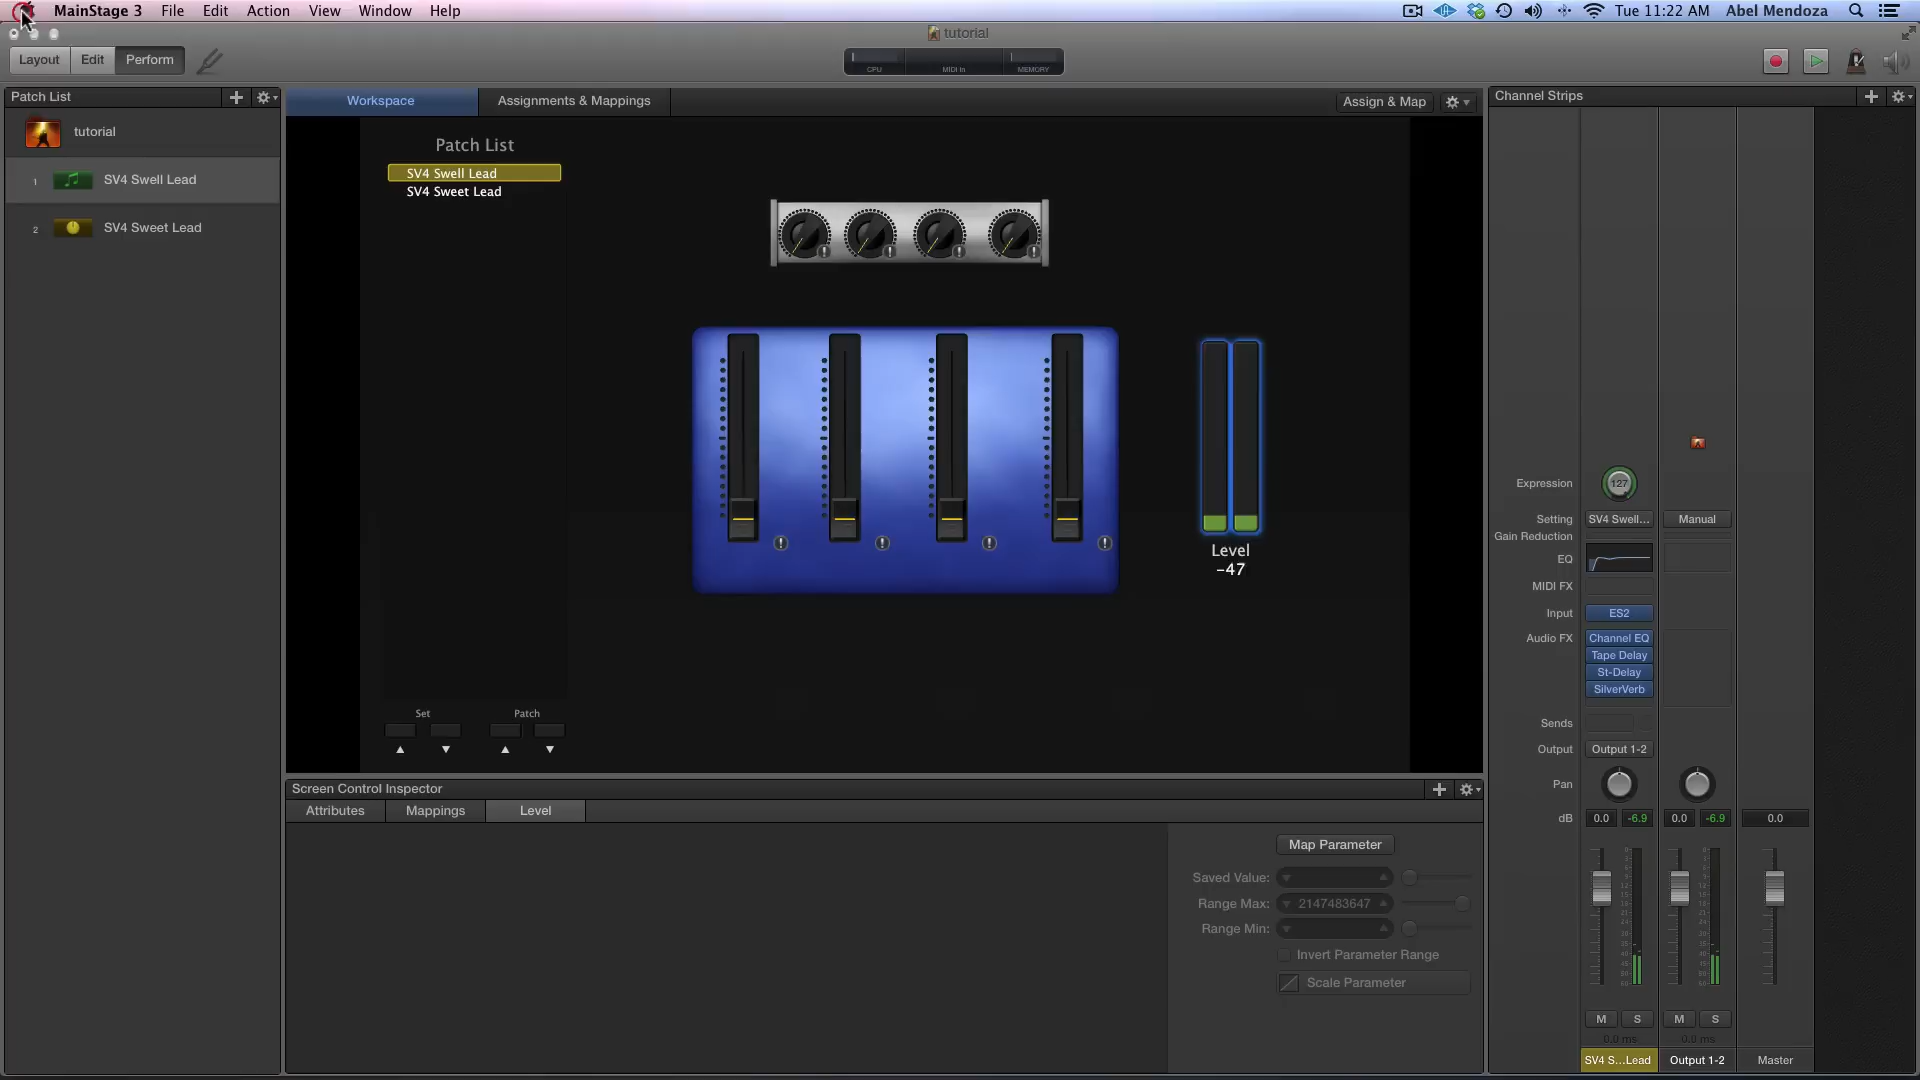 MainStage 3 File Edit Action View Window Help Tue 11:22 AM Abel Mendoza
tutorial
Layout Edit Perform
CPU MIDI In MEMORY
Patch List
Workspace Assignments & Mappings Assign & Map
Channel Strips
tutorial
1 SV4 Swell Lead
2 SV4 Sweet Lead
Patch List
SV4 Swell Lead
SV4 Sweet Lead
Level
-47
Set Patch
Expression 127
Setting SV4 Swell... Manual
Gain Reduction
EQ
MIDI FX
Input ES2
Audio FX Channel EQ
Tape Delay
St-Delay
SilverVerb
Sends
Output Output 1-2
Pan
dB 0.0 -6.9 0.0 -6.9 0.0
M S M S
0.0 ms 0.0 ms
SV4 S...Lead Output 1-2 Master
Screen Control Inspector
Attributes Mappings Level
Map Parameter
Saved Value:
Range Max: 2147483647
Range Min:
Invert Parameter Range
Scale Parameter